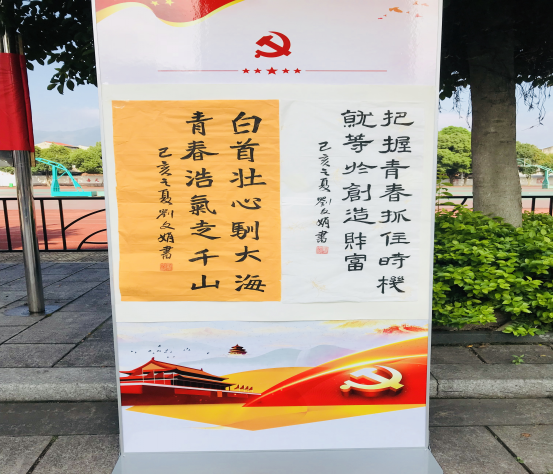 把握青春抓住時機
就等於創造財富
己亥之夏劉文娟書
白首壯心馴大海
青春浩氣走千山
己亥之夏劉文娟書